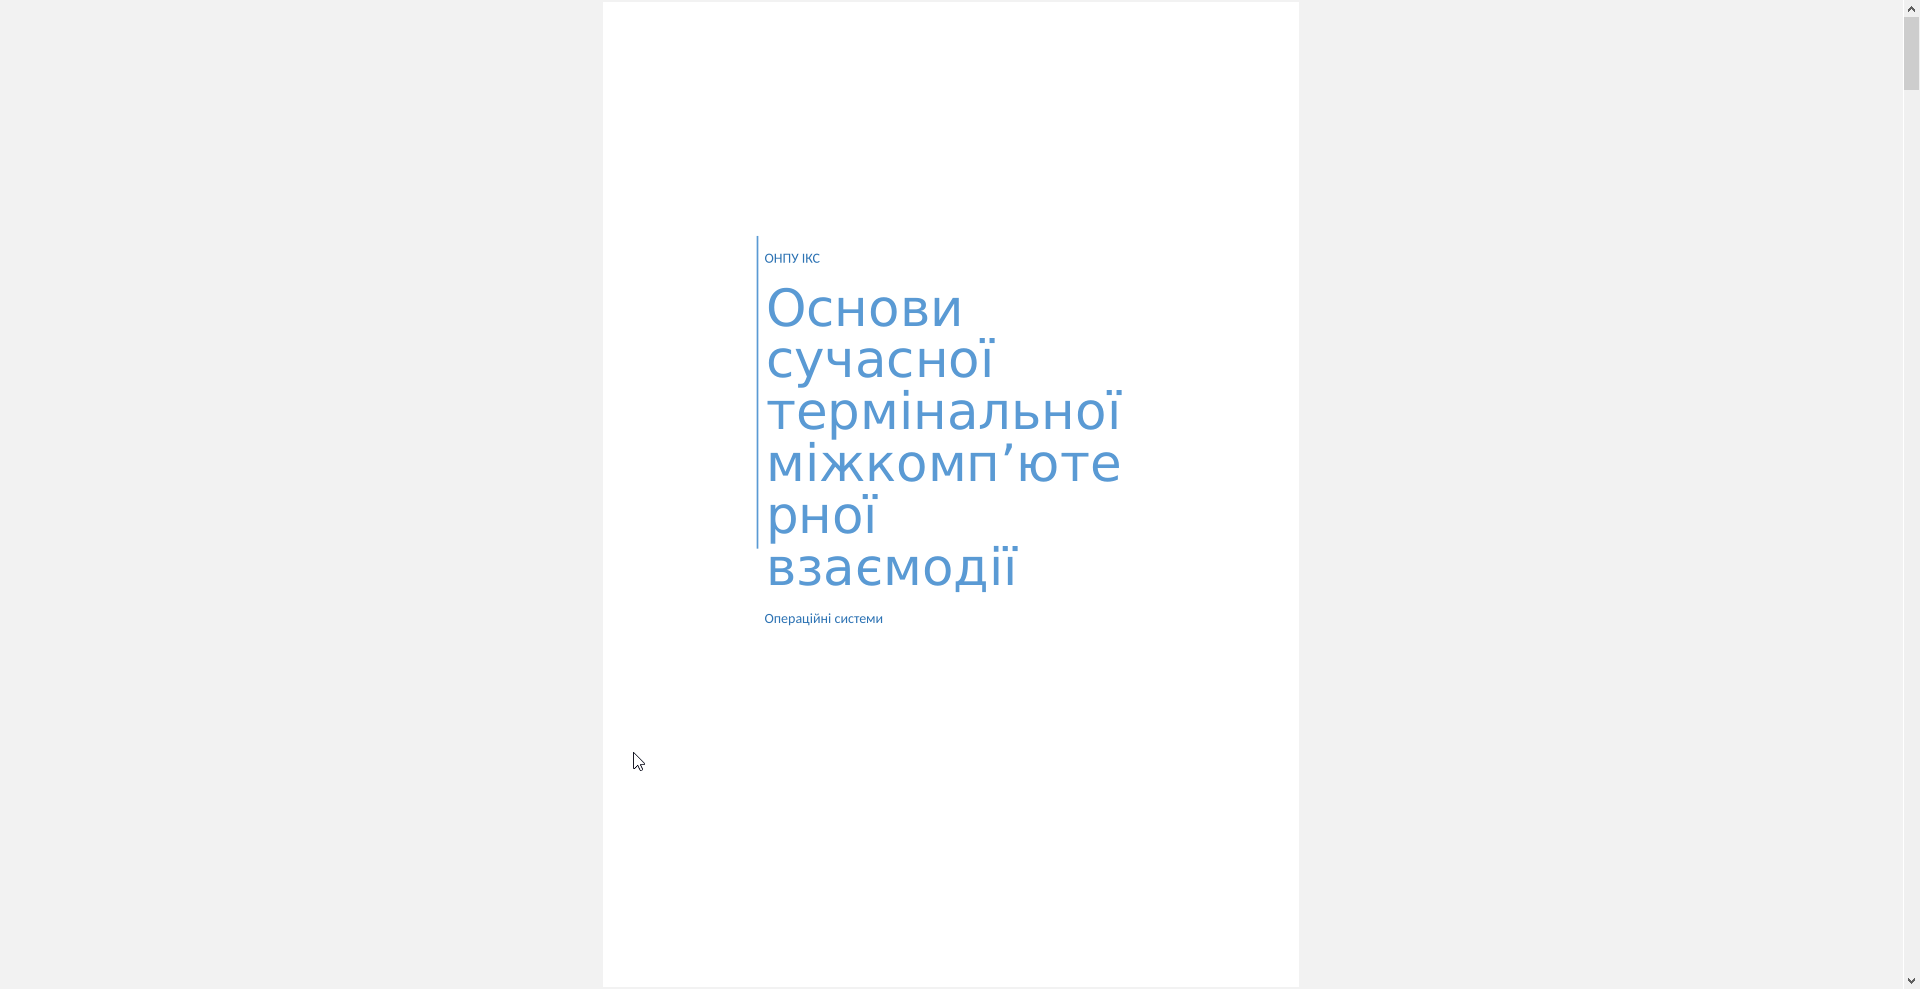 ОНПУ ІКС
Основи
сучасної
термінальної
міжкомп’юте
рної
взаємодії
Операційні системи